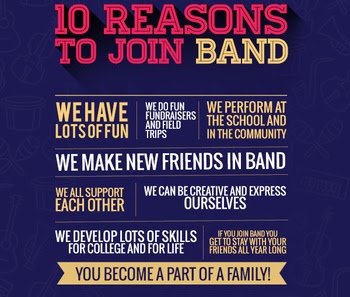 10 REASONS
TO JOIN BAND
WE HAVE
LOTS OF FUN
WE DO FUN
FUNDRAISERS
AND FIELD
TRIPS
WE PERFORM AT
THE SCHOOL AND
IN THE COMMUNITY
WE MAKE NEW FRIENDS IN BAND
WE ALL SUPPORT
EACH OTHER
WE CAN BE CREATIVE AND EXPRESS
OURSELVES
WE DEVELOP LOTS OF SKILLS
FOR COLLEGE AND FOR LIFE
IF YOU JOIN BAND YOU
GET TO STAY WITH YOUR
FRIENDS ALL YEAR LONG
YOU BECOME A PART OF A FAMILY!